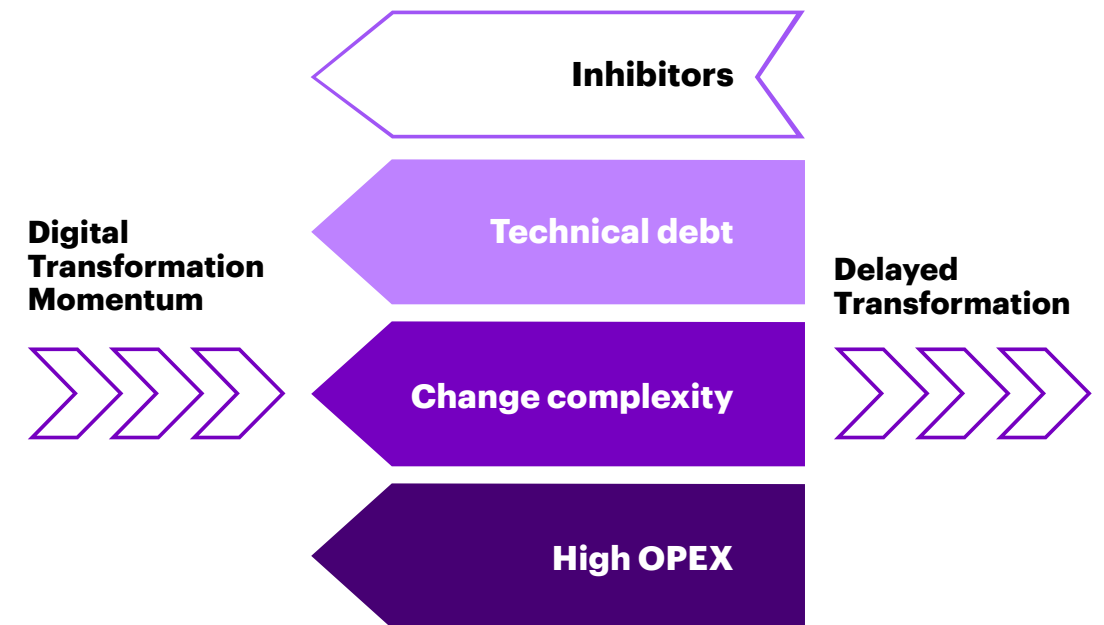 Inhibitors
Technical debt
Digital
Transformation
Momentum
Delayed
Transformation
Change complexity
High OPEX